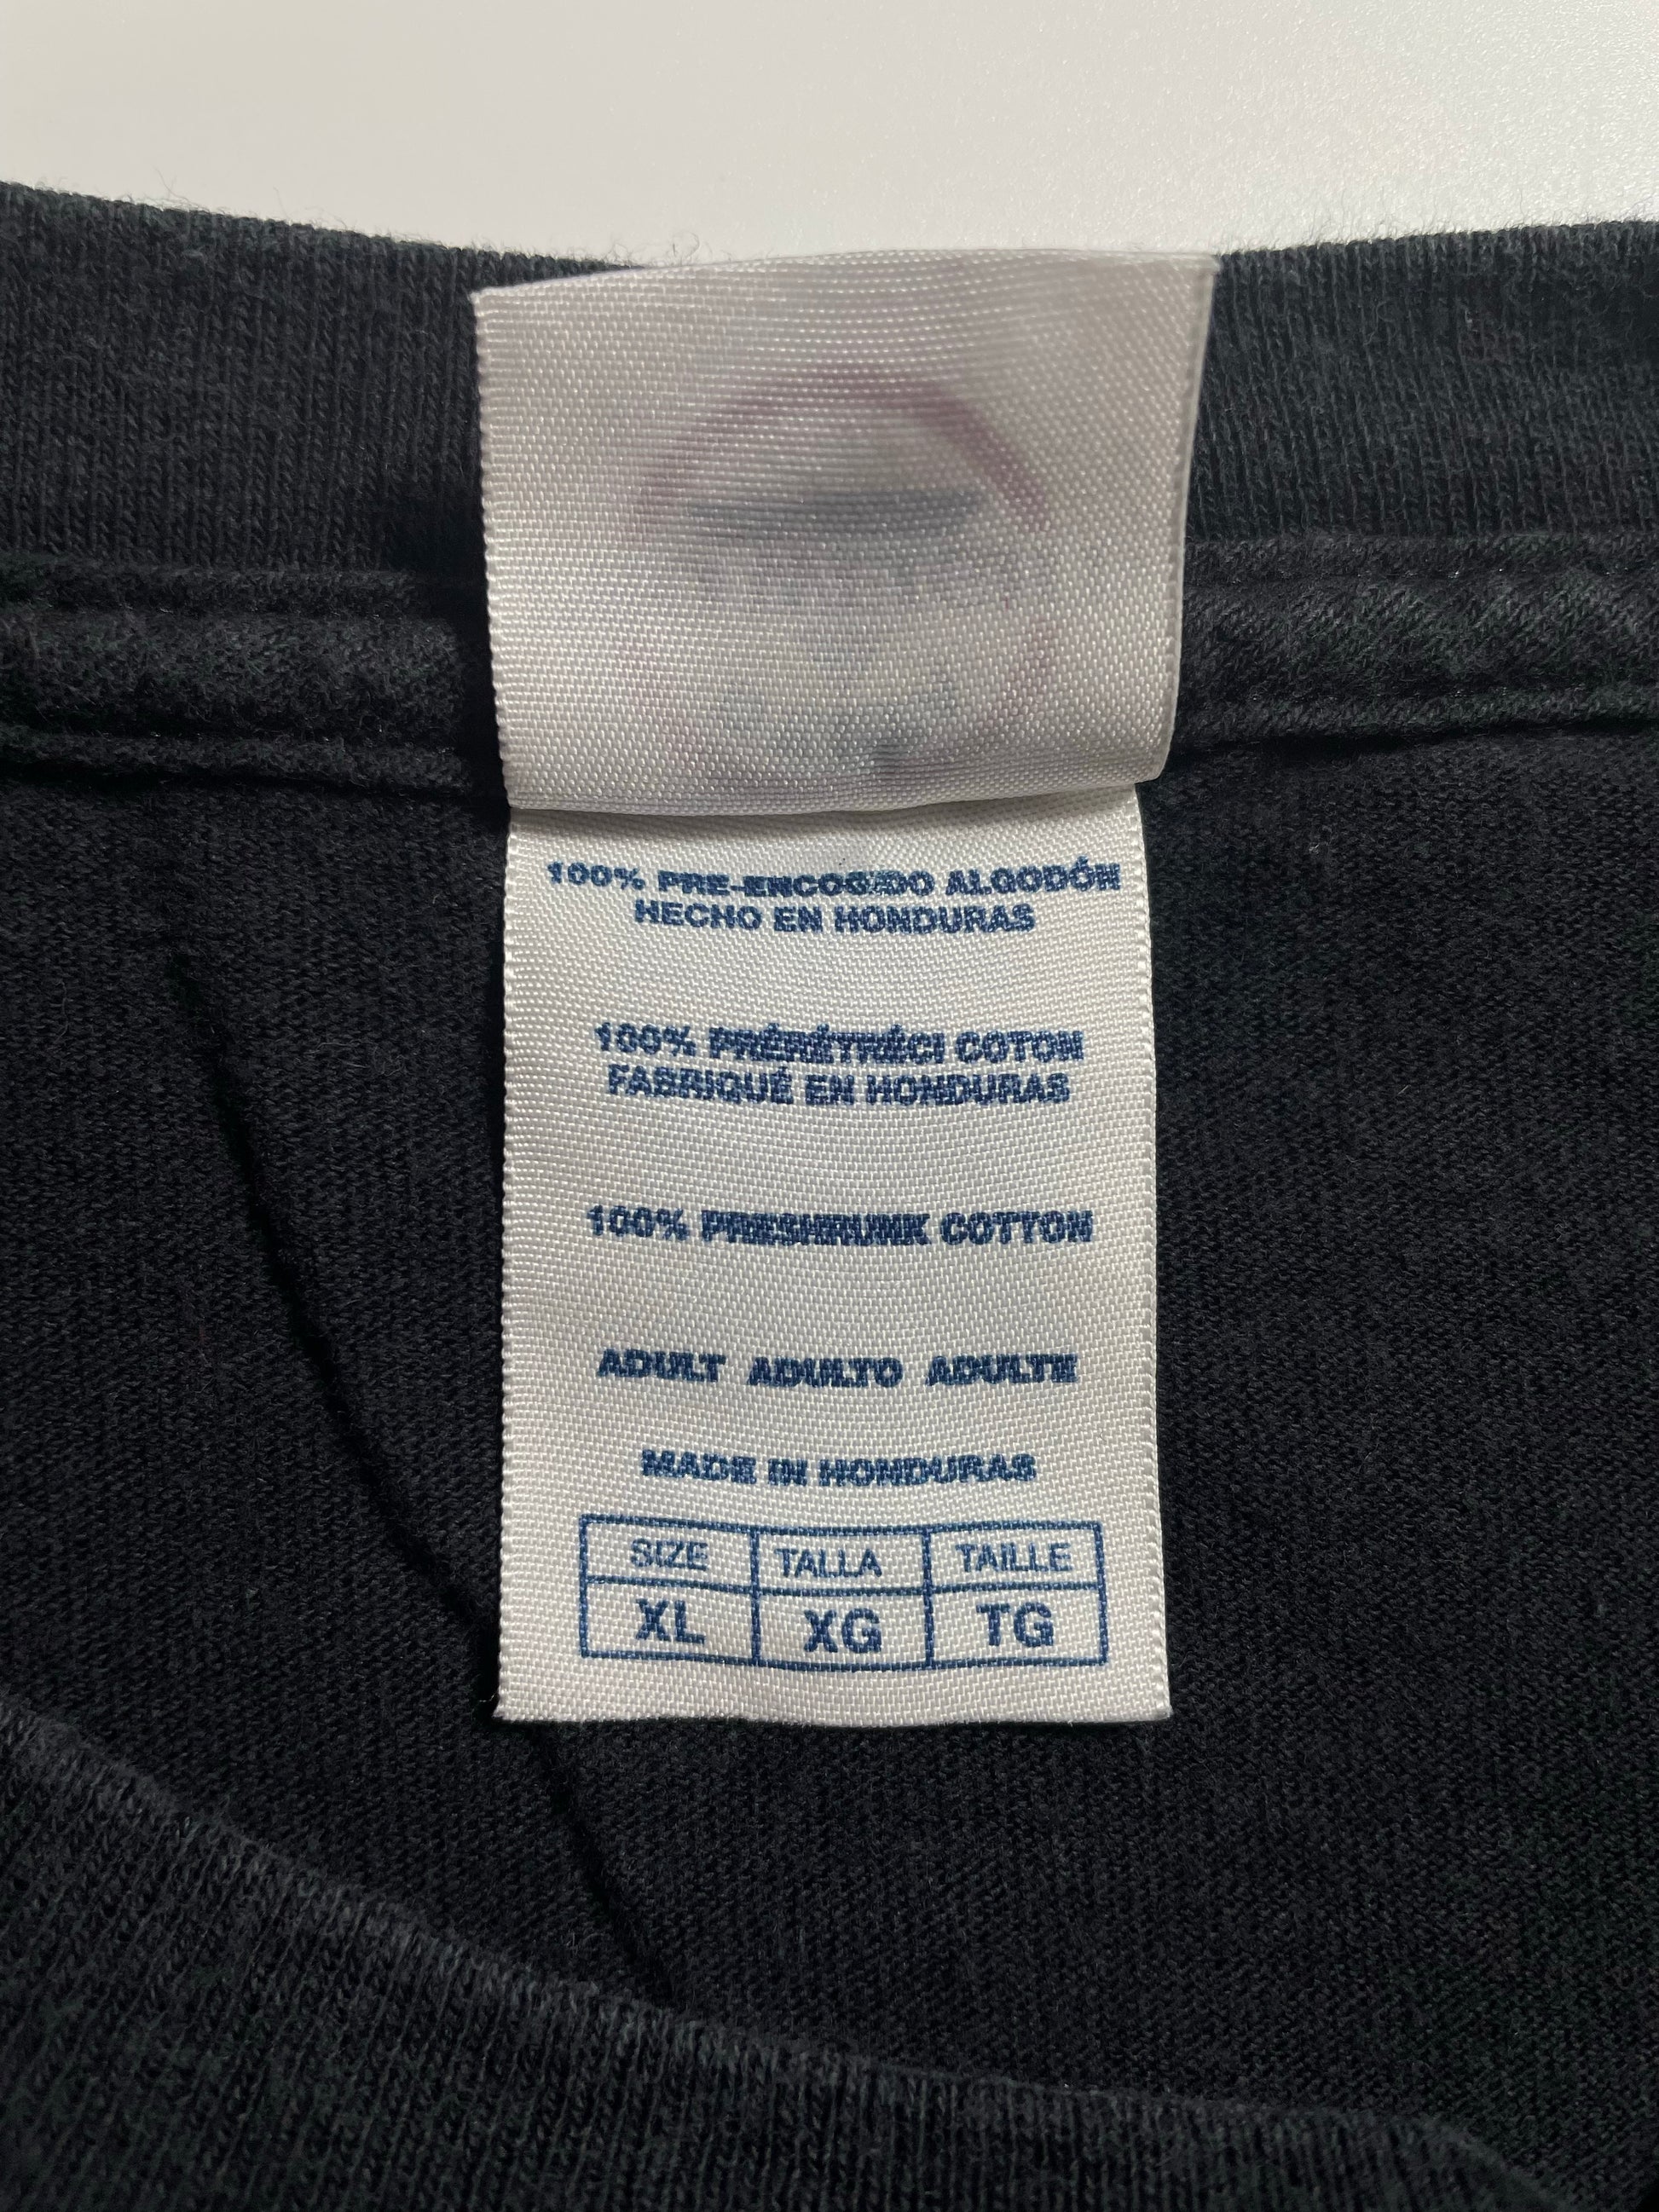 100% PRE-ENCOGIDO ALGODÓN
HECHO EN HONDURAS
100% PRÉRÉTRÉCI COTON
FABRIQUÉ EN HONDURAS
100% PRESHRUNK COTTON
ADULT ADULTO ADULTE
MADE IN HONDURAS
SIZE TALLA TAILLE
XL XG TG